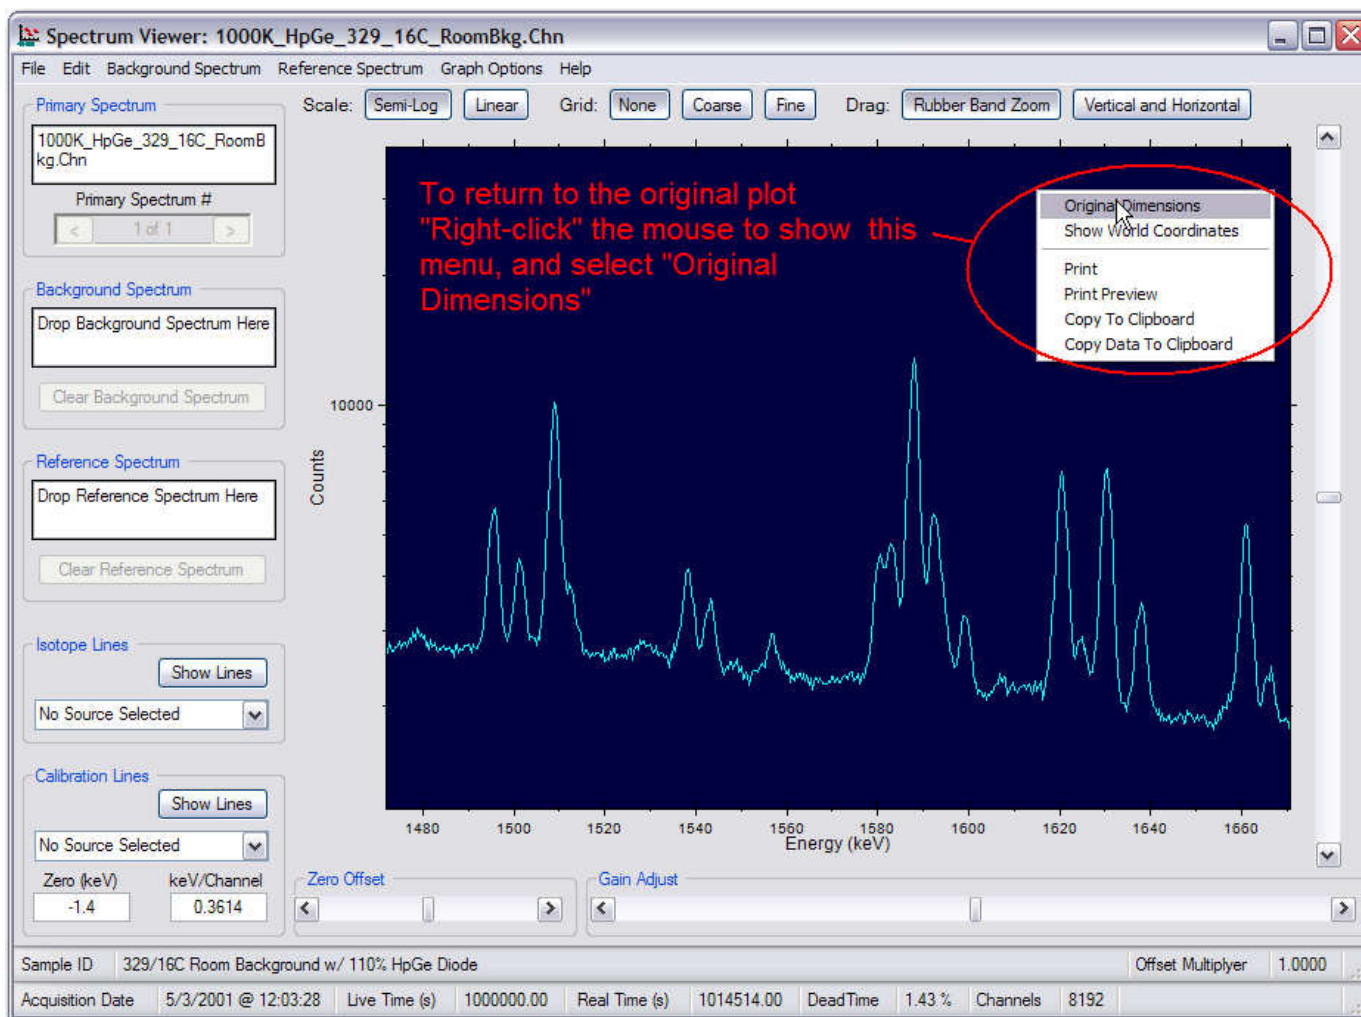 Spectrum Viewer: 1000K_HpGe_329_16C_RoomBkg.Chn
File Edit Background Spectrum Reference Spectrum Graph Options Help
Primary Spectrum
1000K_HpGe_329_16C_RoomB
kg.Chn
Primary Spectrum #
< 1 of 1 >
Background Spectrum
Drop Background Spectrum Here
Clear Background Spectrum
Reference Spectrum
Drop Reference Spectrum Here
Clear Reference Spectrum
Isotope Lines
Show Lines
No Source Selected
Calibration Lines
Show Lines
No Source Selected
Zero (keV) keV/Channel
-1.4 0.3614
Scale: Semi-Log Linear Grid: None Coarse Fine Drag: Rubber Band Zoom Vertical and Horizontal
To return to the original plot
"Right-click" the mouse to show this
menu, and select "Original
Dimensions"
Original Dimensions
Show World Coordinates
Print
Print Preview
Copy To Clipboard
Copy Data To Clipboard
10000
Counts
1480 1500 1520 1540 1560 1580 1600 1620 1640 1660
Energy (keV)
Zero Offset
Gain Adjust
Sample ID 329/16C Room Background w/ 110% HpGe Diode Offset Multiplyer 1.0000
Acquisition Date 5/3/2001 @ 12:03:28 Live Time (s) 1000000.00 Real Time (s) 1014514.00 DeadTime 1.43 % Channels 8192